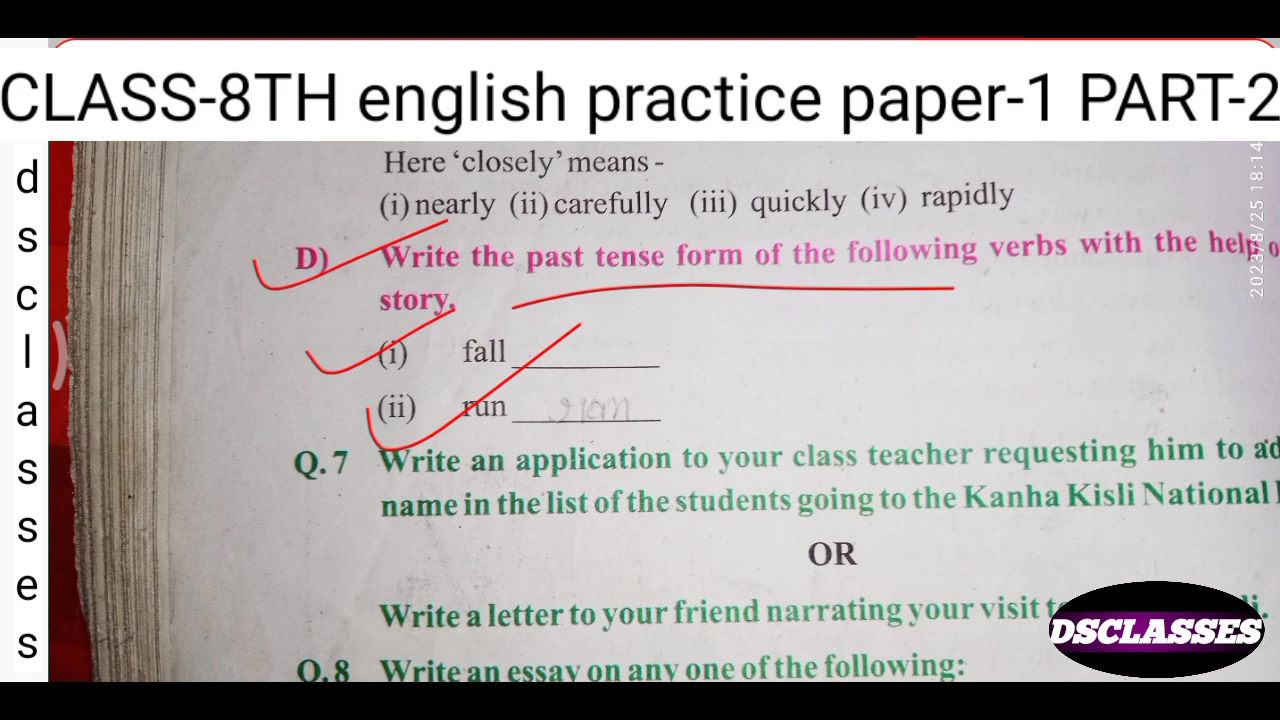 CLASS-8TH english practice paper-1 PART-2
dsclasses
Here ‘closely’ means -
(i) nearly (ii) carefully (iii) quickly (iv) rapidly
D) Write the past tense form of the following verbs with the help
story.
(i) fall
(ii) run ran
Q.7 Write an application to your class teacher requesting him to
name in the list of the students going to the Kanha Kisli National
OR
Write a letter to your friend narrating your visit
Q.8 Write an essay on any one of the following:
DSCLASSES